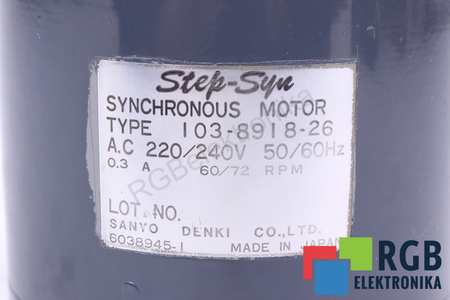 Step-Syn
SYNCHRONOUS MOTOR
TYPE 103-8918-26
A.C 220/240V 50/60Hz
0.3 A 60/72 RPM
LOT. NO.
SANYO DENKI CO.,LTD.
6038945-1 MADE IN JAPAN
RGB
ELEKTRONIKA